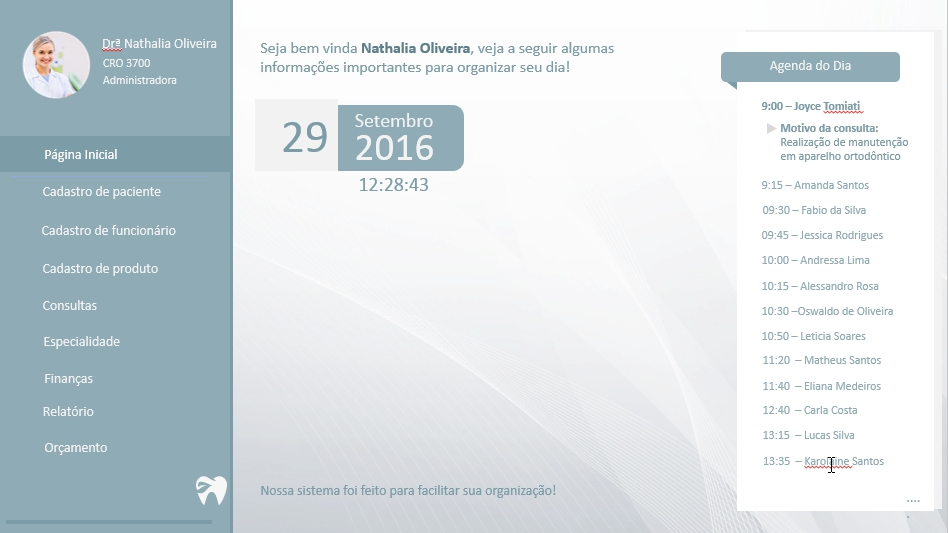 Drª Nathalia Oliveira
CRO 3700
Administradora
Página Inicial
Cadastro de paciente
Cadastro de funcionário
Cadastro de produto
Consultas
Especialidade
Finanças
Relatório
Orçamento
Seja bem vinda Nathalia Oliveira, veja a seguir algumas
informações importantes para organizar seu dia!
29
Setembro
2016
12:28:43
Nossa sistema foi feito para facilitar sua organização!
Agenda do Dia
9:00 – Joyce Tomiati
Motivo da consulta:
Realização de manutenção
em aparelho ortodôntico
9:15 – Amanda Santos
09:30 – Fabio da Silva
09:45 – Jessica Rodrigues
10:00 – Andressa Lima
10:15 – Alessandro Rosa
10:30 –Oswaldo de Oliveira
10:50 – Leticia Soares
11:20 – Matheus Santos
11:40 – Eliana Medeiros
12:40 – Carla Costa
13:15 – Lucas Silva
13:35 – Santos
....